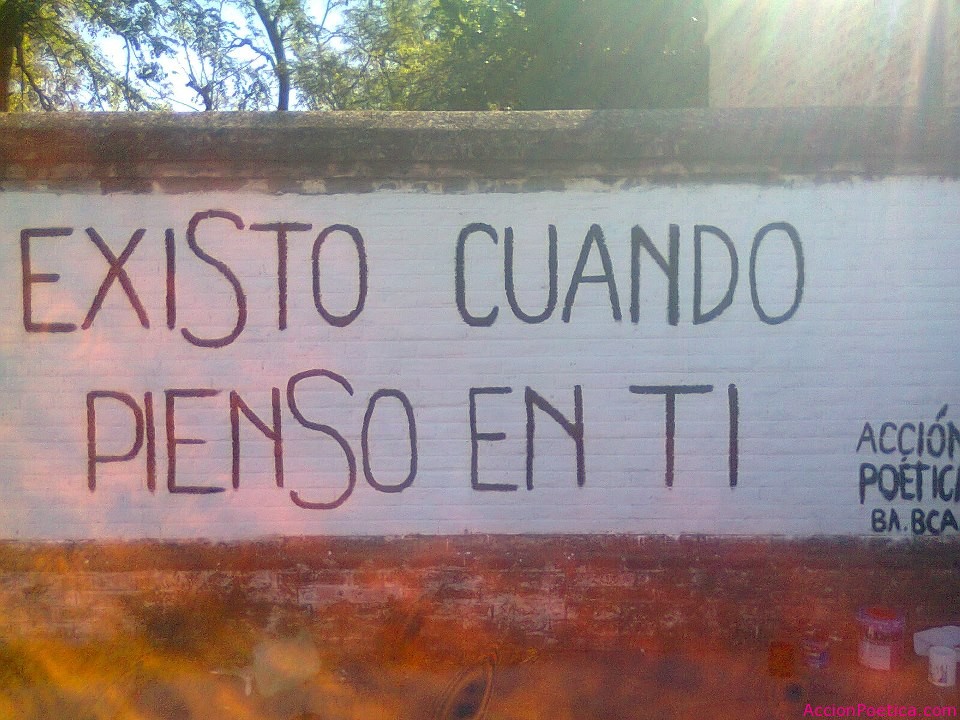 EXISTO CUANDO
PIENSO EN TI
ACCIÓN
POÉTICA
BA.BCA
AccionPoetica.com